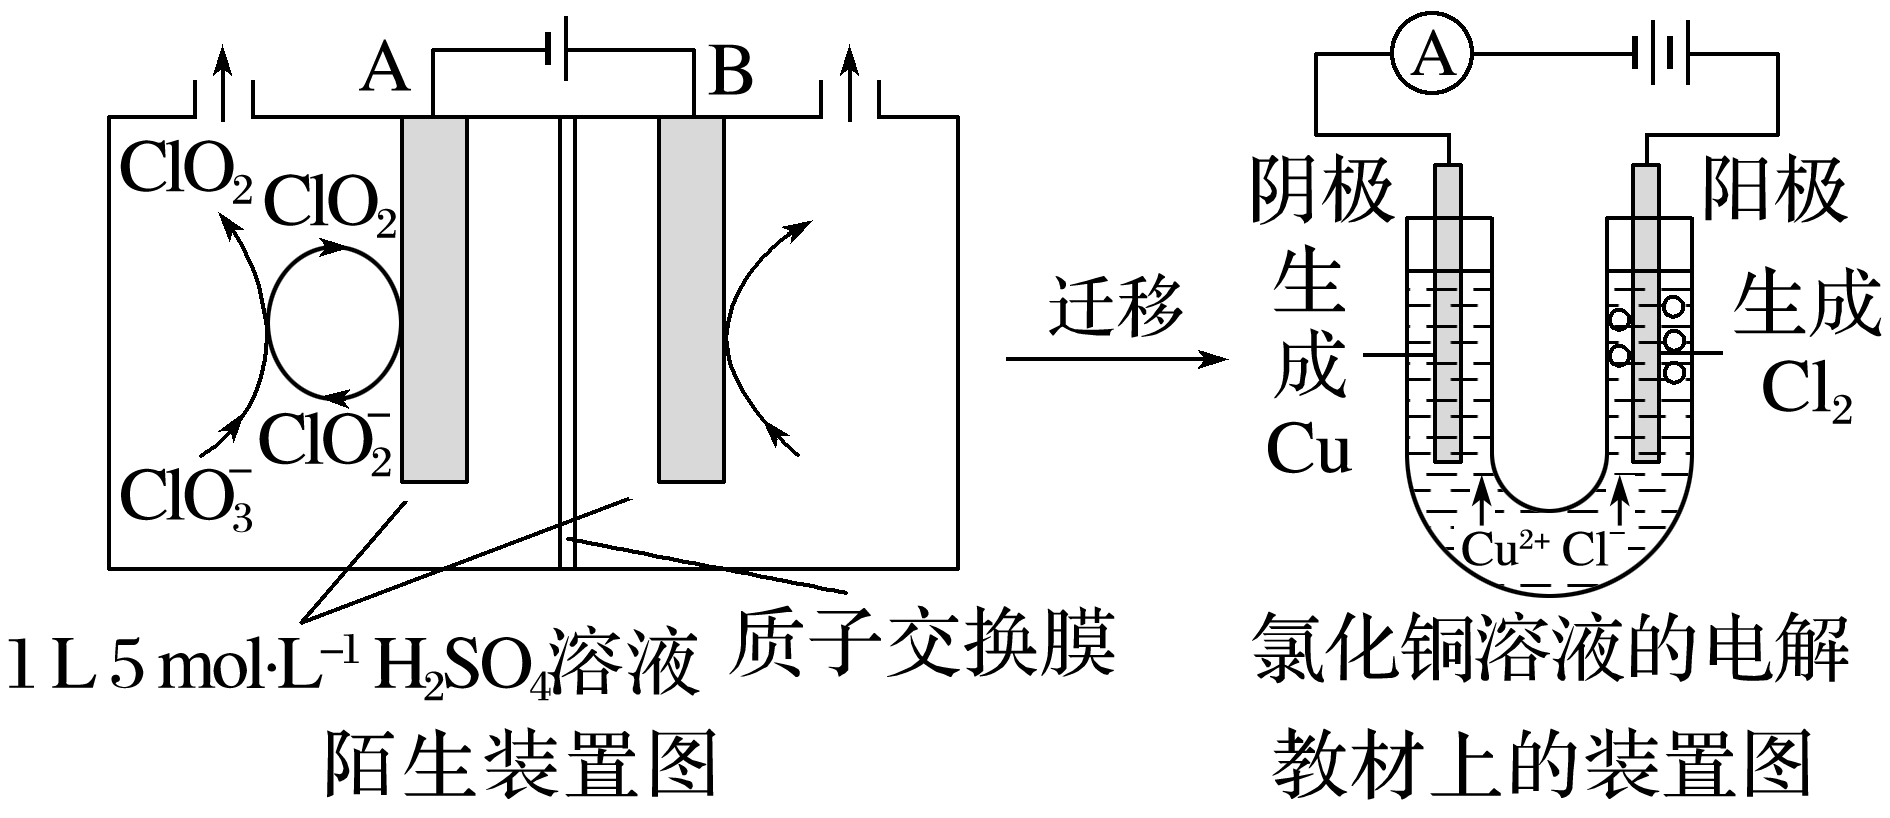 A
B
ClO₂
ClO₂
ClO₂⁻
ClO₃⁻
1 L 5 mol·L⁻¹ H₂SO₄溶液
质子交换膜
陌生装置图
迁移
A
阴极
生
成
Cu
阳极
生成
Cl₂
Cu²⁺ Cl⁻
氯化铜溶液的电解
教材上的装置图